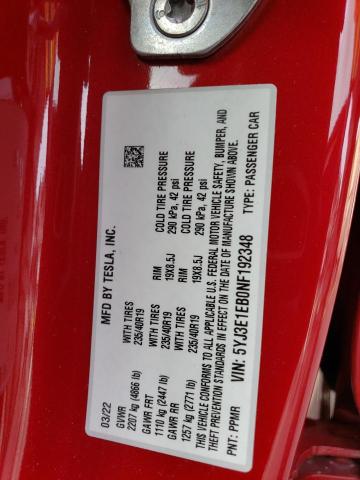 MFD BY TESLA, INC.
03/22
GVWR
2207 kg (4866 lb)
GAWR FRT WITH TIRES RIM COLD TIRE PRESSURE
1110 kg (2447 lb) 235/40R19 19X8.5J 290 kPa, 42 psi
GAWR RR WITH TIRES RIM COLD TIRE PRESSURE
1257 kg (2771 lb) 235/40R19 19X8.5J 290 kPa, 42 psi
THIS VEHICLE CONFORMS TO ALL APPLICABLE U.S. FEDERAL MOTOR VEHICLE SAFETY, BUMPER, AND
THEFT PREVENTION STANDARDS IN EFFECT ON THE DATE OF MANUFACTURE SHOWN ABOVE.
VIN: 5YJ3E1EB0NF192348
PNT: PPMR TYPE: PASSENGER CAR